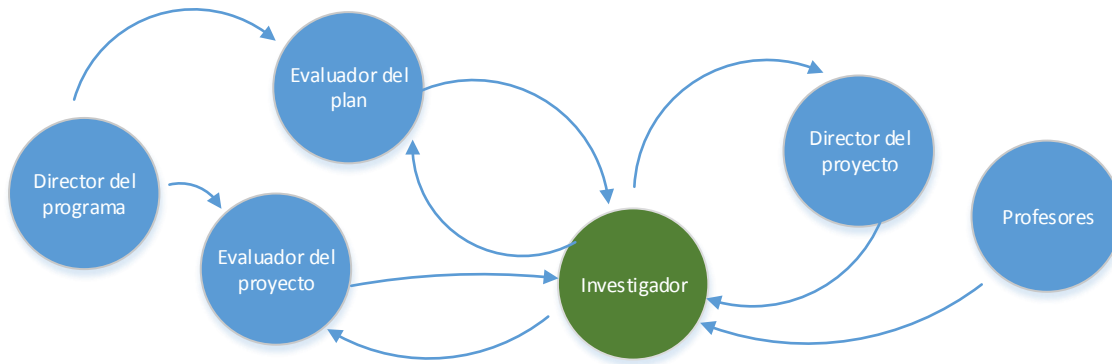 Evaluador del
plan
Director del
programa
Evaluador del
proyecto
Investigador
Director del
proyecto
Profesores